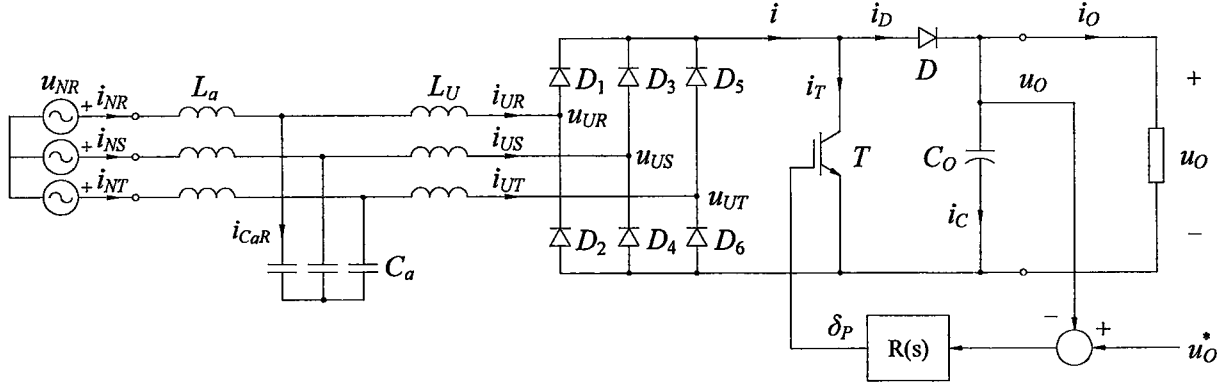 i i_D i_O
u_NR i_NR L_a L_U i_UR D_1 D_3 D_5 i_T D u_O +
u_UR
i_NS i_US u_US T C_O u_O
i_NT i_UT u_UT
i_CaR C_a D_2 D_4 D_6 i_C −
δ_P R(s) − + u_O^*
+
+
+